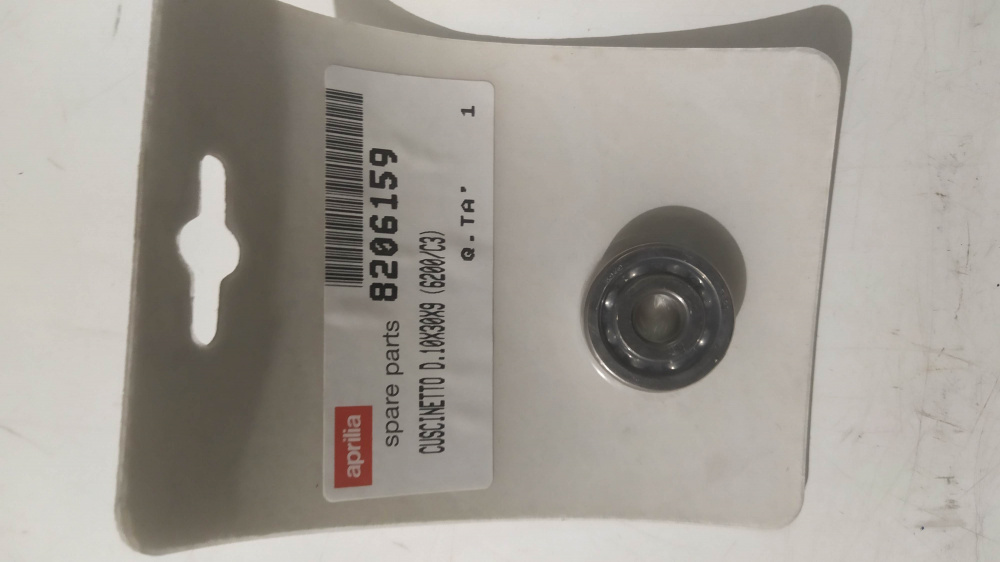 aprilia
spare parts 8206159
CUSCINETTO D.10X30X9 (6200/C3)
Q.TA' 1